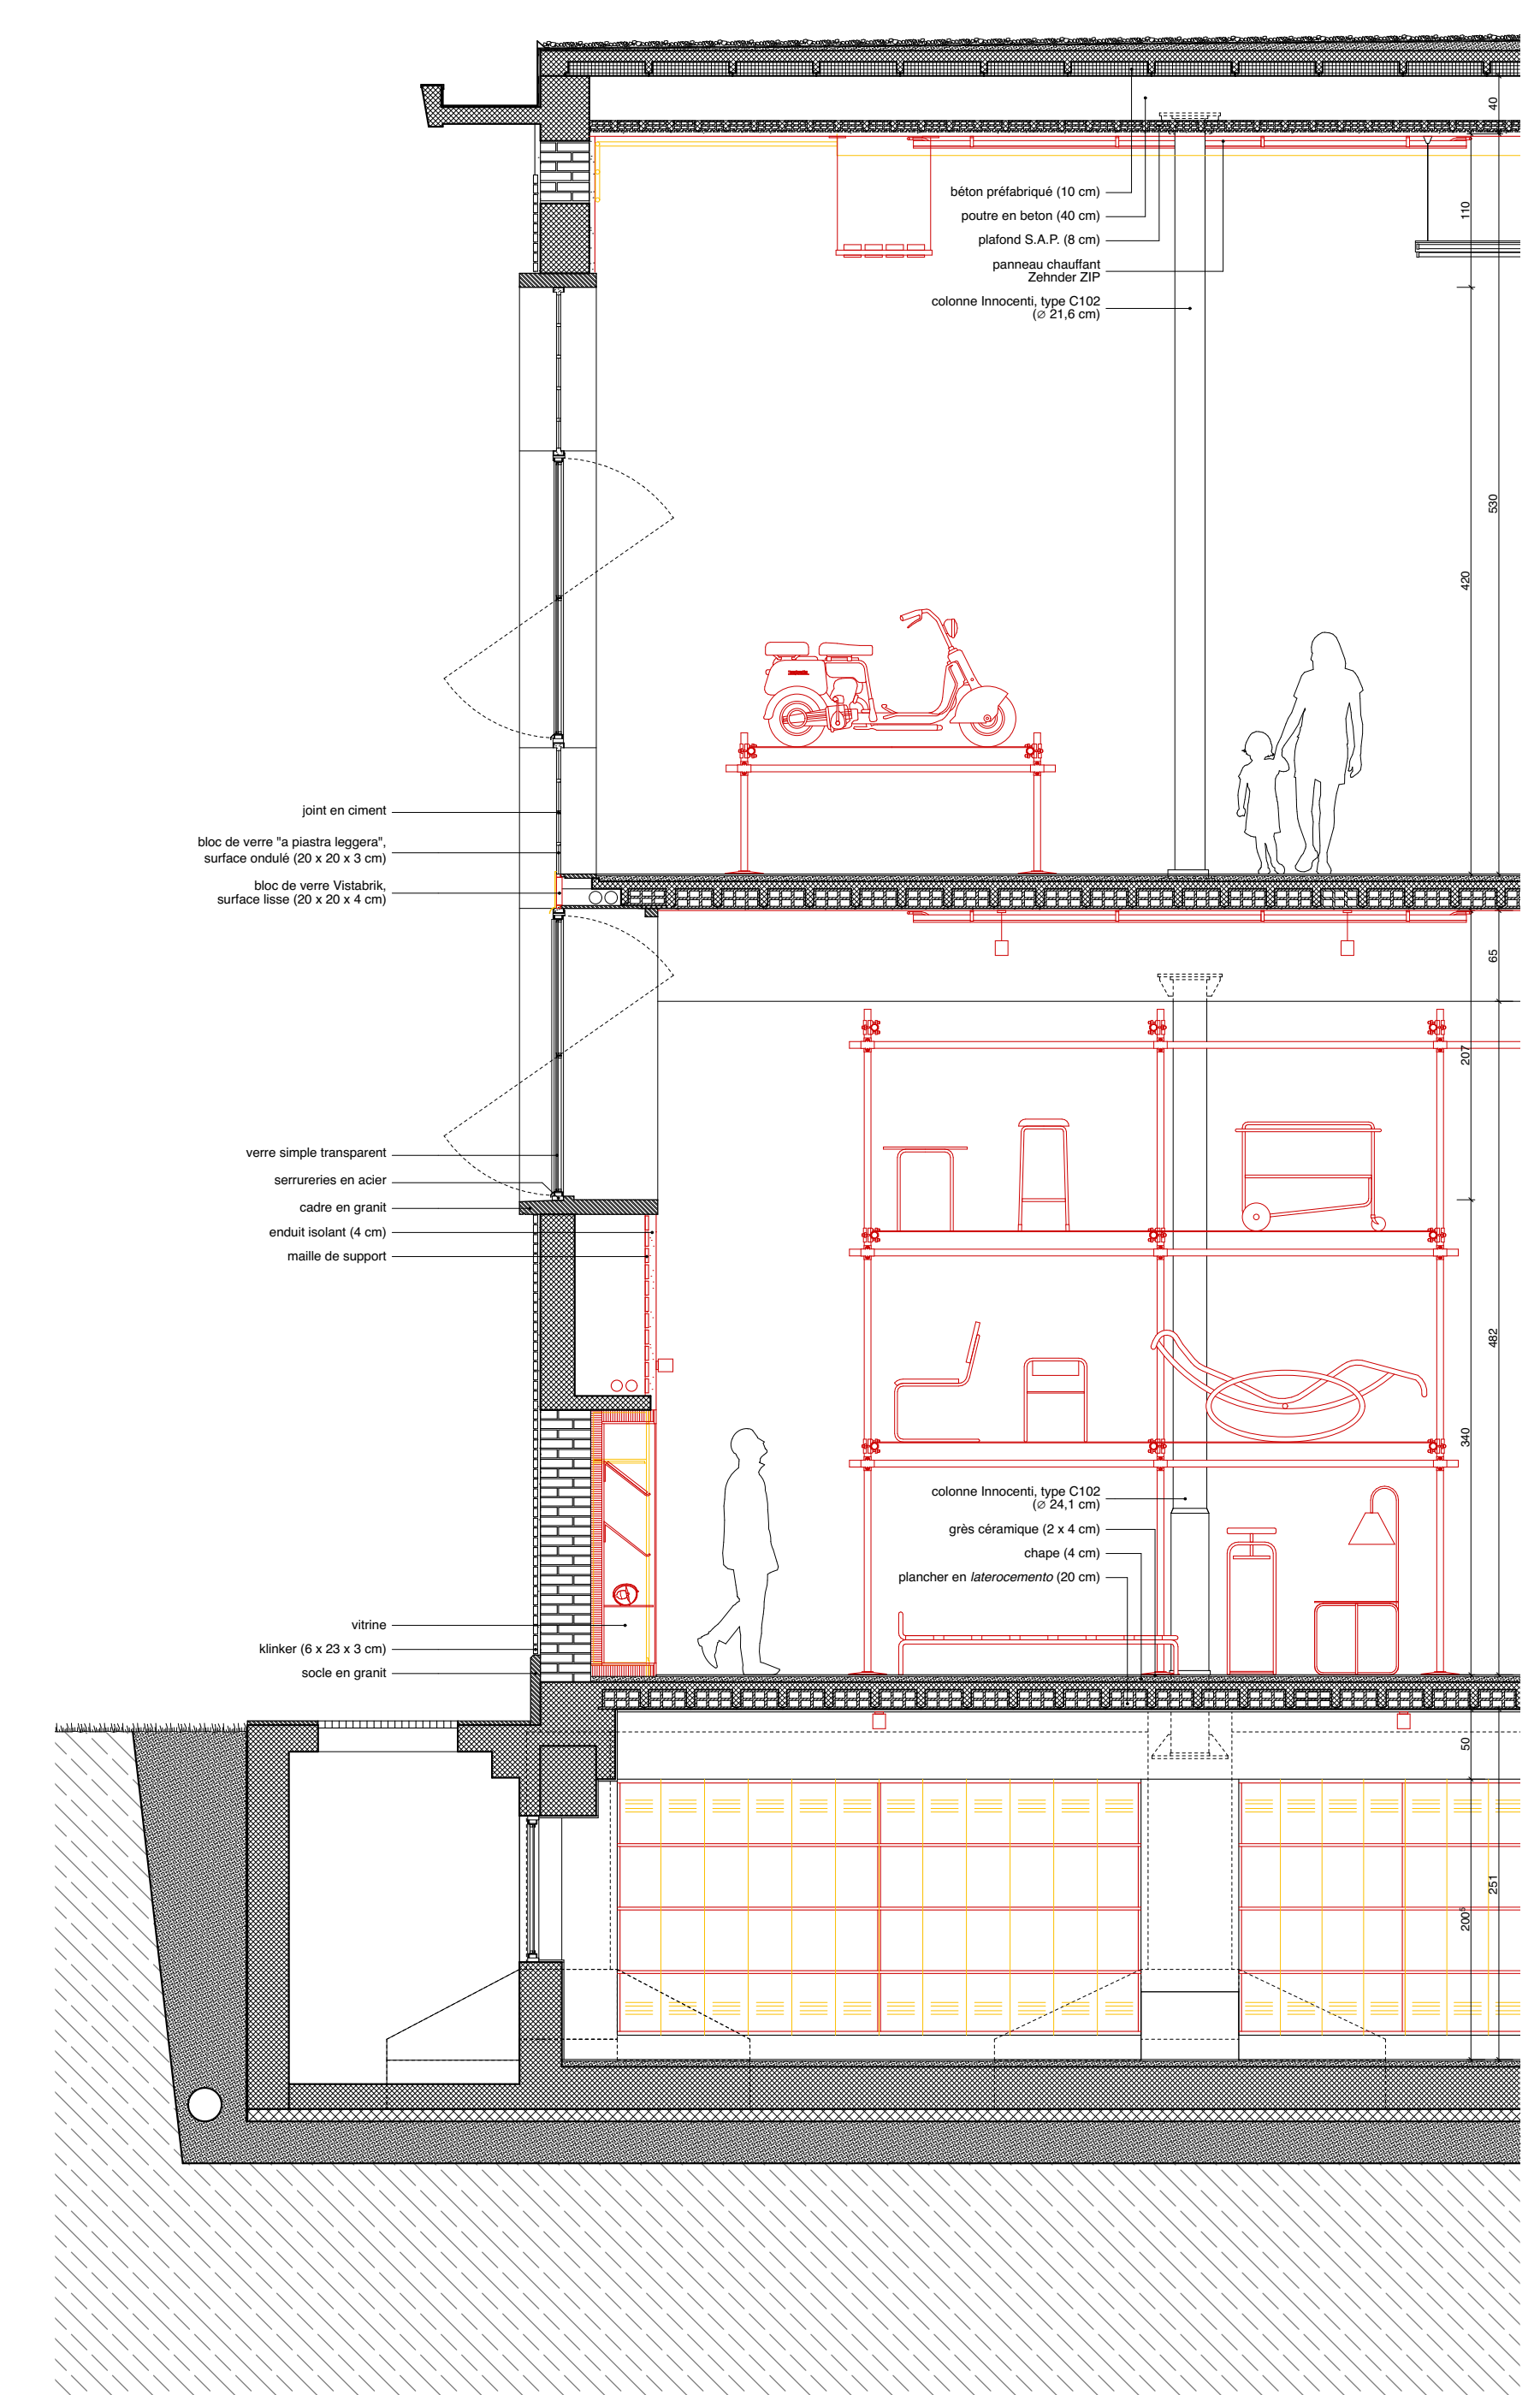 40
béton préfabriqué (10 cm)
poutre en beton (40 cm)
plafond S.A.P. (8 cm)
panneau chauffant
Zehnder ZIP
colonne Innocenti, type C102
(⌀ 21,6 cm)
110
530
420
joint en ciment
bloc de verre "a piastra leggera",
surface ondulé (20 x 20 x 3 cm)
bloc de verre Vistabrik,
surface lisse (20 x 20 x 4 cm)
65
207
verre simple transparent
serrureries en acier
cadre en granit
enduit isolant (4 cm)
maille de support
482
340
colonne Innocenti, type C102
(⌀ 24,1 cm)
grès céramique (2 x 4 cm)
chape (4 cm)
plancher en laterocemento (20 cm)
vitrine
klinker (6 x 23 x 3 cm)
socle en granit
50
251
200⁵